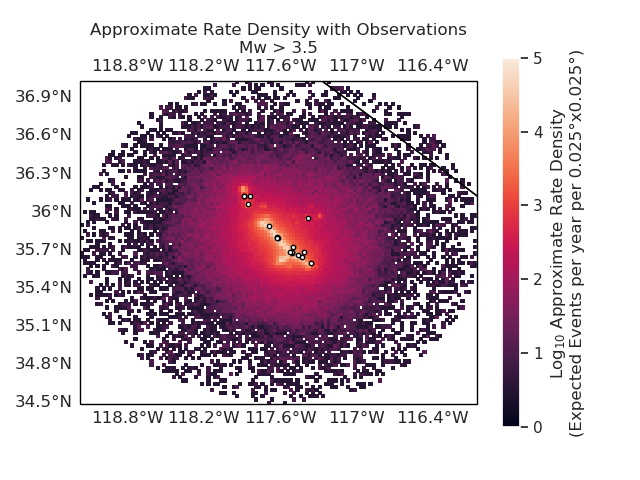 Approximate Rate Density with Observations
Mw > 3.5
118.8°W 118.2°W 117.6°W 117°W 116.4°W
36.9°N
36.6°N
36.3°N
36°N
35.7°N
35.4°N
35.1°N
34.8°N
34.5°N
118.8°W 118.2°W 117.6°W 117°W 116.4°W
5
4
3
2
1
0
Log₁₀ Approximate Rate Density
(Expected Events per year per 0.025°x0.025°)